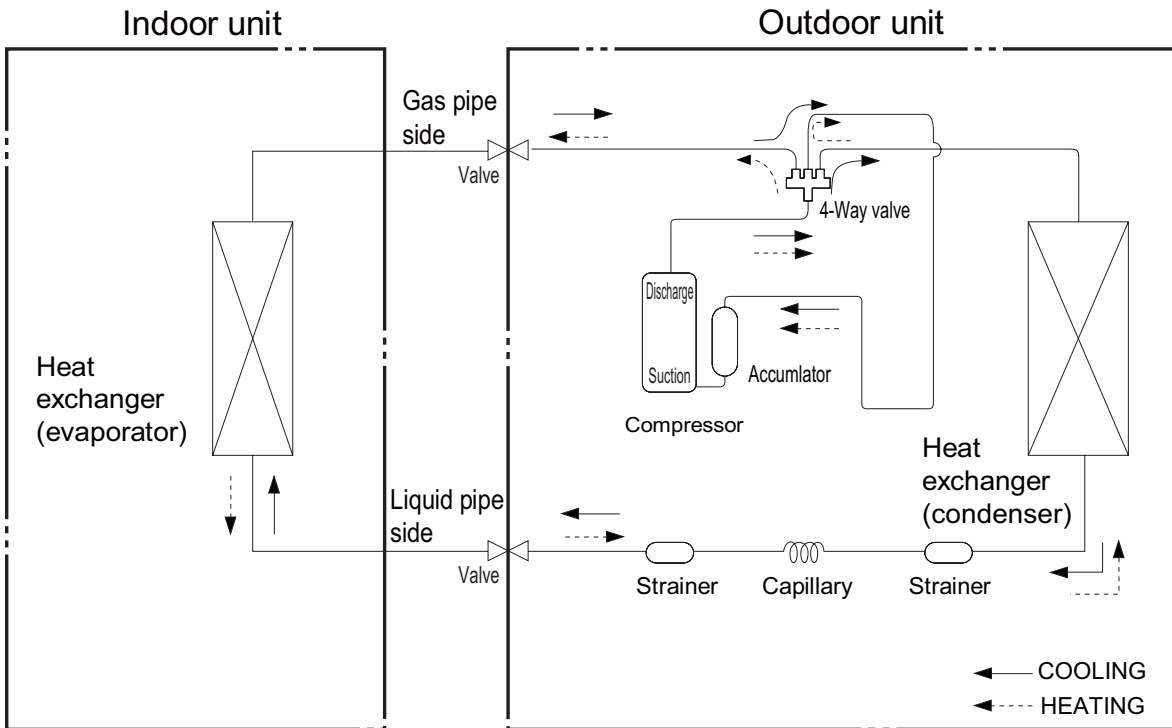 Indoor unit
Outdoor unit
Gas pipe
side
Valve
4-Way valve
Discharge
Suction
Accumlator
Compressor
Heat
exchanger
(evaporator)
Heat
exchanger
(condenser)
Liquid pipe
side
Valve
Strainer
Capillary
Strainer
COOLING
HEATING